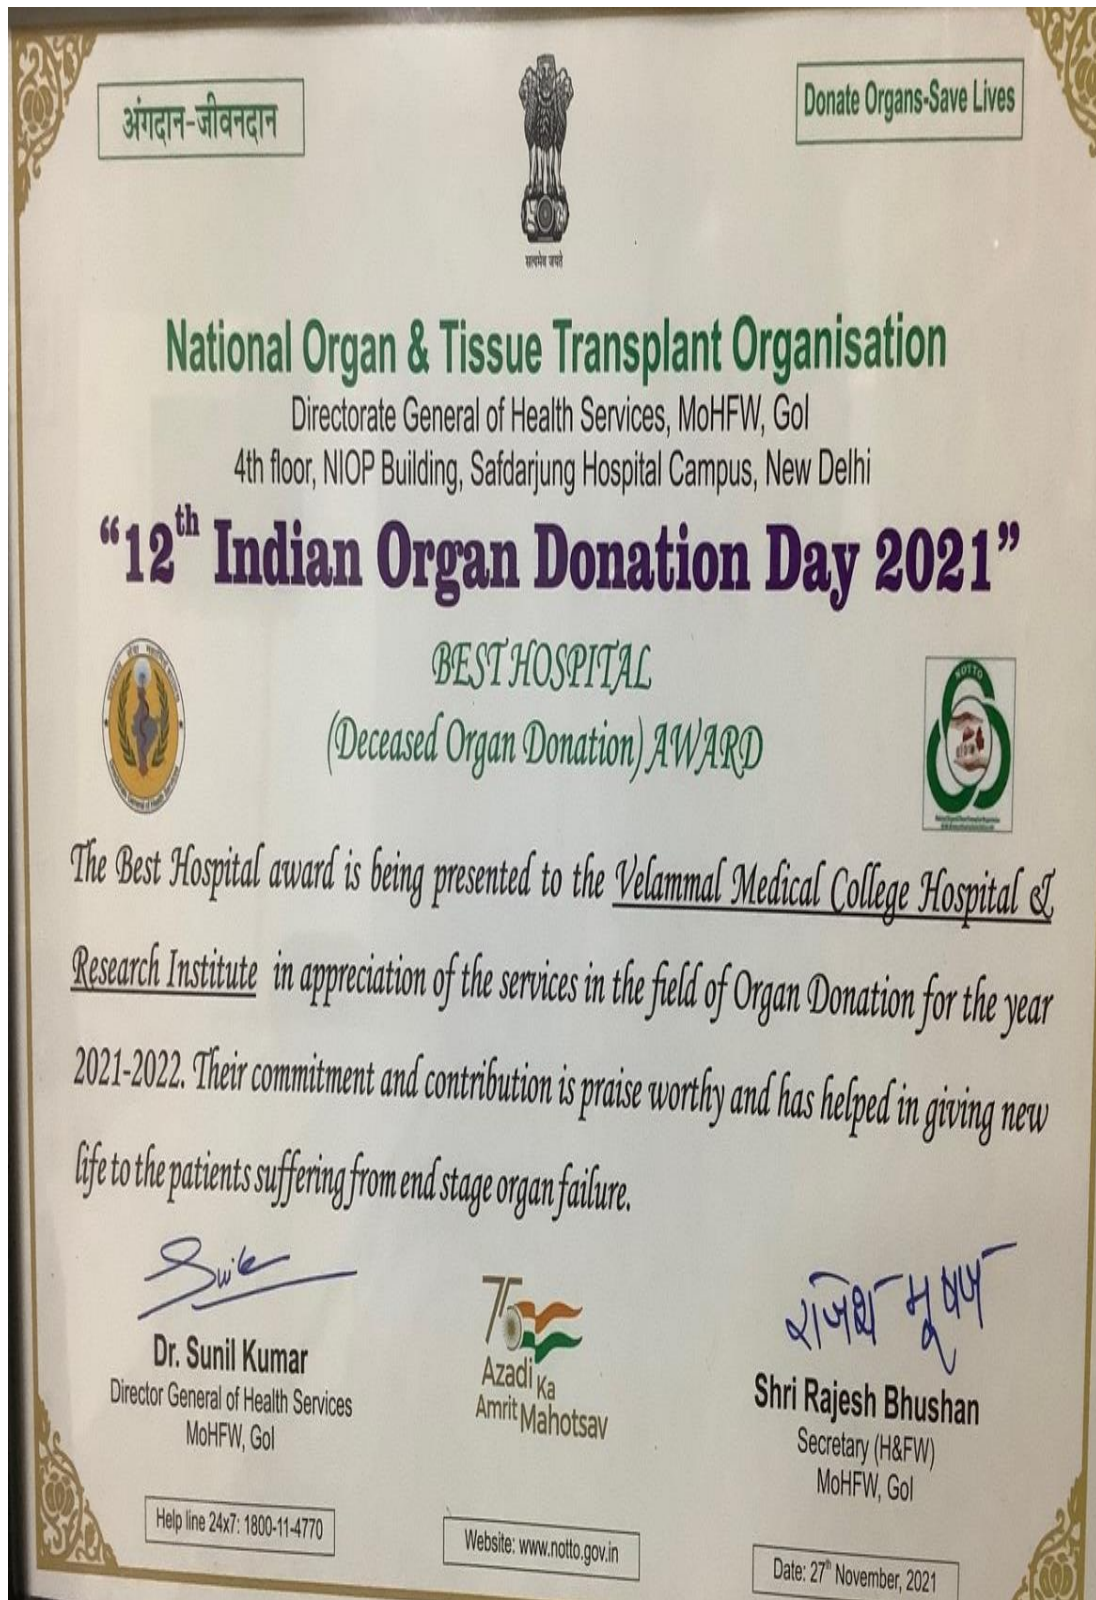 अंगदान-जीवनदान
Donate Organs-Save Lives
सत्यमेव जयते
National Organ & Tissue Transplant Organisation
Directorate General of Health Services, MoHFW, GoI
4th floor, NIOP Building, Safdarjung Hospital Campus, New Delhi
“12th Indian Organ Donation Day 2021”
BEST HOSPITAL
(Deceased Organ Donation) AWARD
NOTTO
The Best Hospital award is being presented to the Velammal Medical College Hospital &
Research Institute in appreciation of the services in the field of Organ Donation for the year
2021-2022. Their commitment and contribution is praise worthy and has helped in giving new
life to the patients suffering from end stage organ failure.
राजेश भूषण
75
Azadi Ka
Amrit Mahotsav
Dr. Sunil Kumar
Director General of Health Services
MoHFW, GoI
Shri Rajesh Bhushan
Secretary (H&FW)
MoHFW, GoI
Help line 24x7: 1800-11-4770
Website: www.notto.gov.in
Date: 27th November, 2021